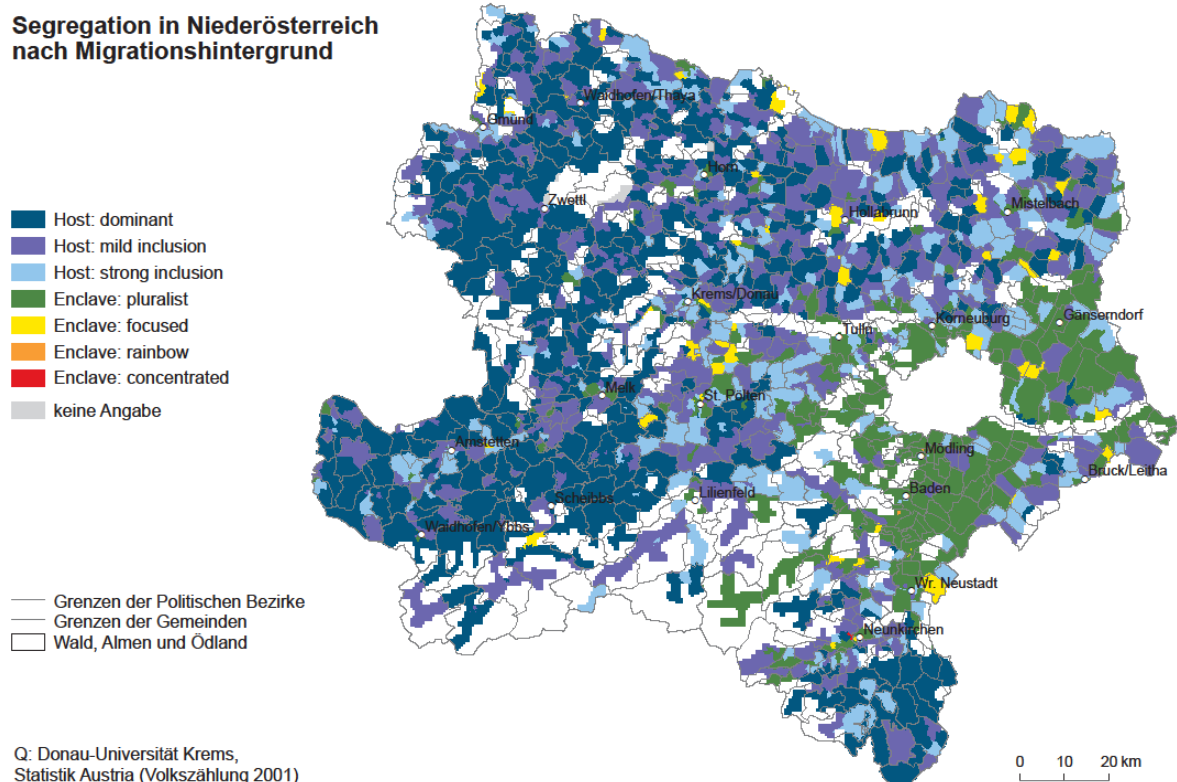 Segregation in Niederösterreich
nach Migrationshintergrund
Host: dominant
Host: mild inclusion
Host: strong inclusion
Enclave: pluralist
Enclave: focused
Enclave: rainbow
Enclave: concentrated
keine Angabe
Grenzen der Politischen Bezirke
Grenzen der Gemeinden
Wald, Almen und Ödland
Q: Donau-Universität Krems,
Statistik Austria (Volkszählung 2001)
Waidhofen/Thaya
Gmünd
Horn
Zwettl
Hollabrunn
Mistelbach
Krems/Donau
Tulln
Korneuburg
Gänserndorf
Melk
St. Pölten
Amstetten
Mödling
Bruck/Leitha
Baden
Scheibbs
Lilienfeld
Waidhofen/Ybbs
Wr. Neustadt
Neunkirchen
0 10 20 km